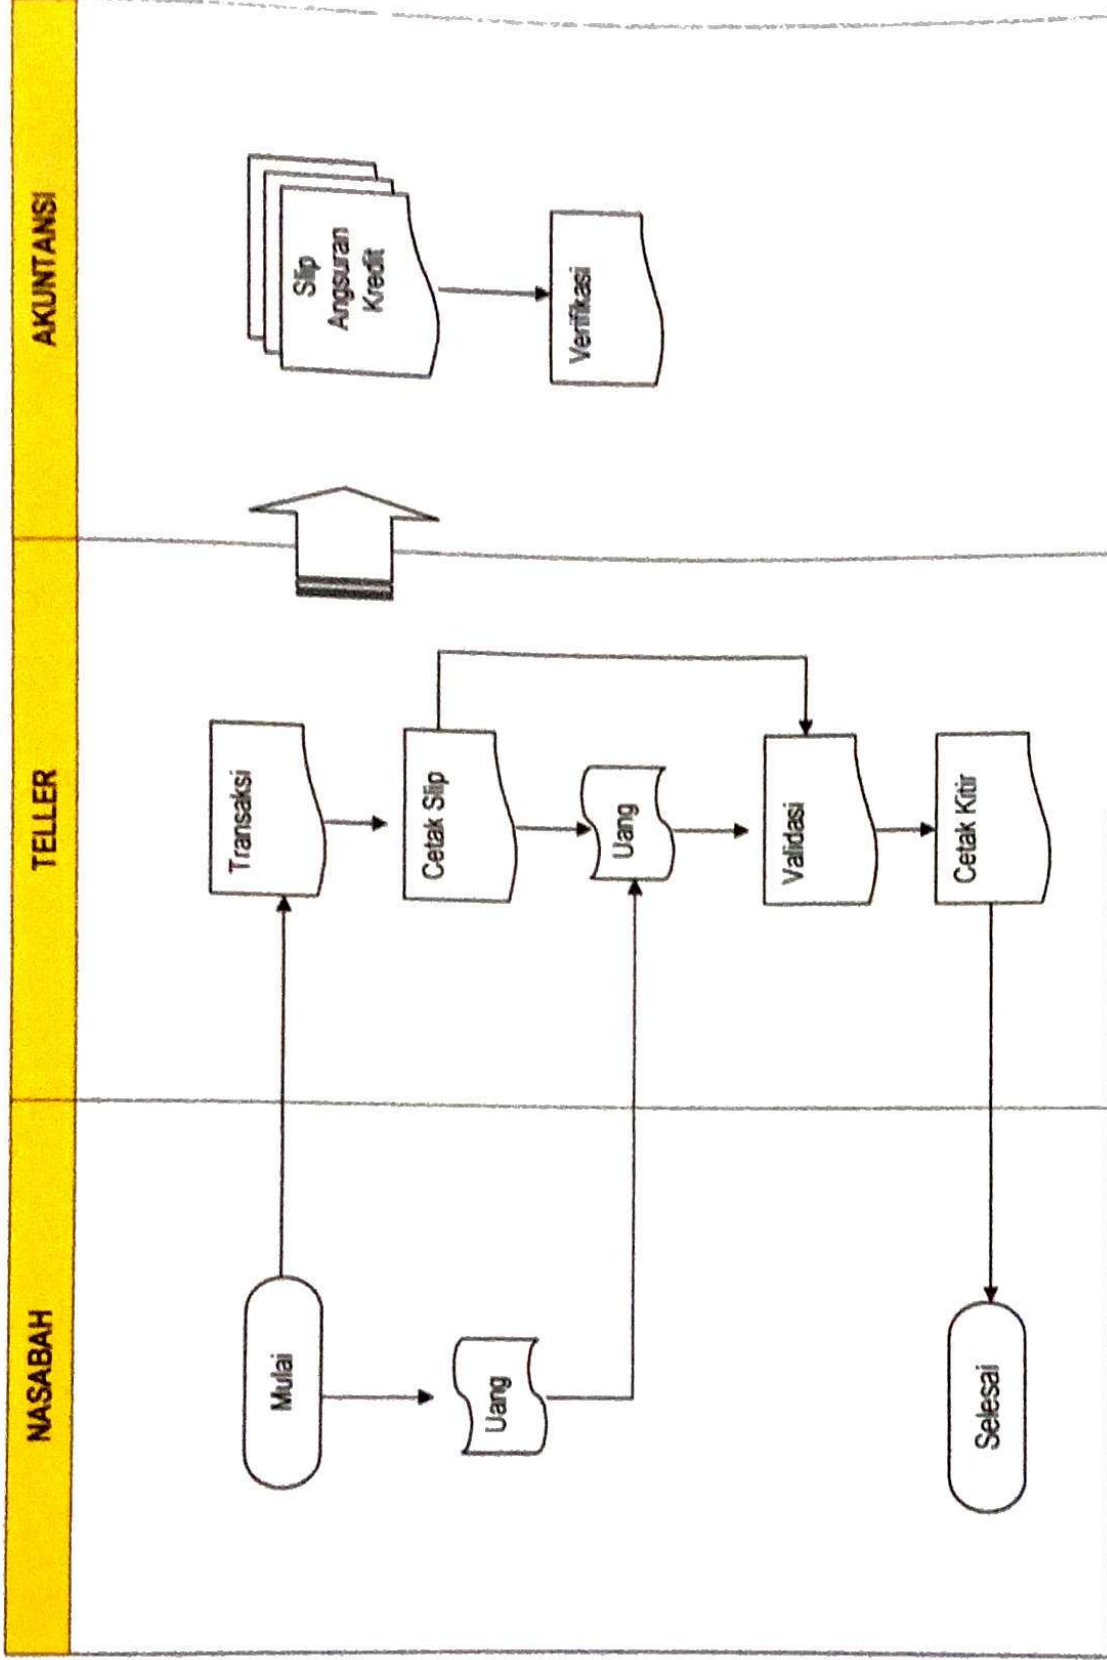 NASABAH
TELLER
AKUNTANSI
Mulai
Uang
Selesai
Transaksi
Cetak Slip
Uang
Validasi
Cetak Kitir
Slip
Angsuran
Kredit
Verifikasi